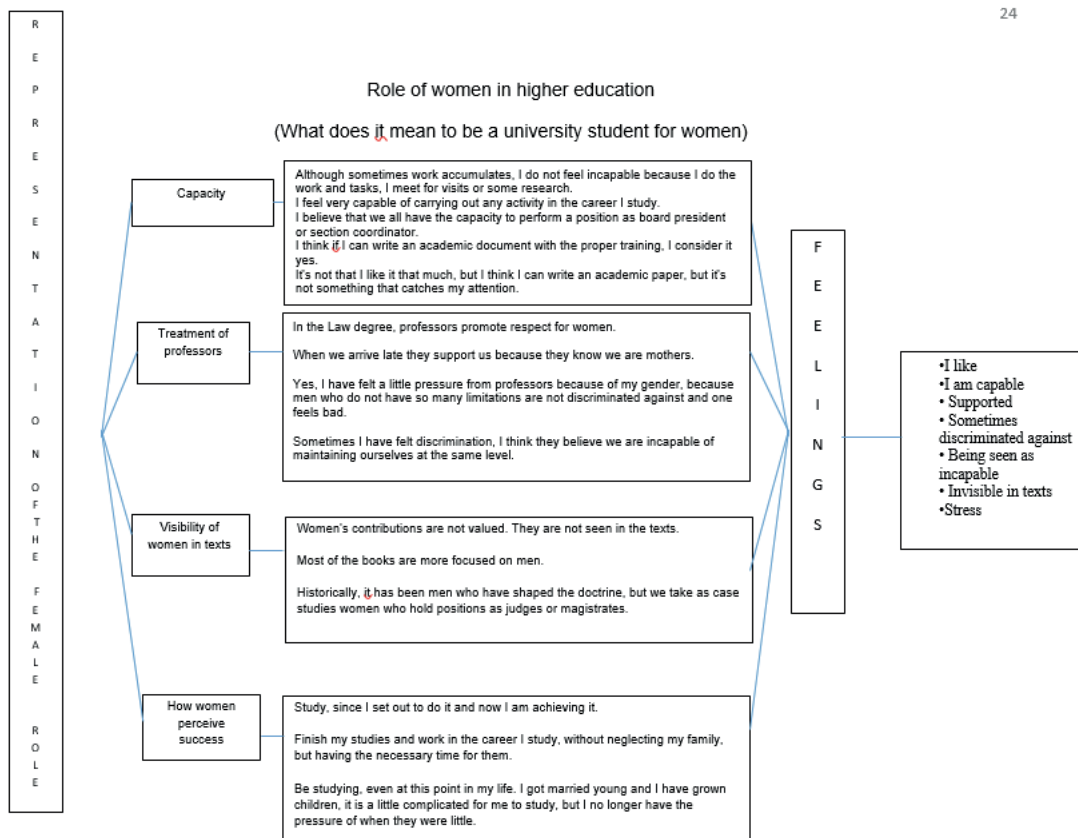 24
REPRESENTATION OF THE FEMALE ROLE
Role of women in higher education
(What does it mean to be a university student for women)
Capacity
Although sometimes work accumulates, I do not feel incapable because I do the
work and tasks, I meet for visits or some research.
I feel very capable of carrying out any activity in the career I study.
I believe that we all have the capacity to perform a position as board president
or section coordinator.
I think if I can write an academic document with the proper training, I consider it
yes.
It's not that I like it that much, but I think I can write an academic paper, but it's
not something that catches my attention.
Treatment of
professors
In the Law degree, professors promote respect for women.
When we arrive late they support us because they know we are mothers.
Yes, I have felt a little pressure from professors because of my gender, because
men who do not have so many limitations are not discriminated against and one
feels bad.
Sometimes I have felt discrimination, I think they believe we are incapable of
maintaining ourselves at the same level.
Visibility of
women in texts
Women's contributions are not valued. They are not seen in the texts.
Most of the books are more focused on men.
Historically, it has been men who have shaped the doctrine, but we take as case
studies women who hold positions as judges or magistrates.
How women
perceive
success
Study, since I set out to do it and now I am achieving it.
Finish my studies and work in the career I study, without neglecting my family,
but having the necessary time for them.
Be studying, even at this point in my life. I got married young and I have grown
children, it is a little complicated for me to study, but I no longer have the
pressure of when they were little.
FEELINGS
•I like
•I am capable
• Supported
• Sometimes
discriminated against
• Being seen as
incapable
• Invisible in texts
•Stress